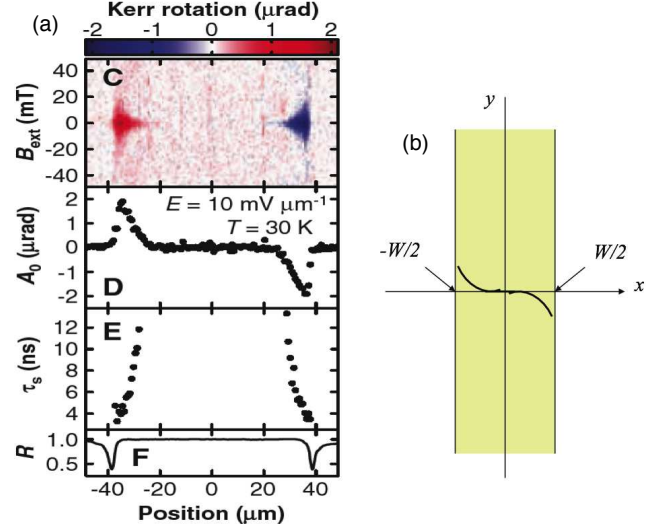 (a)
Kerr rotation (μrad)
-2 -1 0 1 2
C
B_ext (mT)
40
20
0
-20
-40
E = 10 mV μm⁻¹
T = 30 K
D
A₀ (μrad)
2
1
0
-1
-2
E
τ_s (ns)
12
10
8
6
4
F
R
1.0
0.5
-40 -20 0 20 40
Position (μm)
(b)
y
-W/2
W/2
x